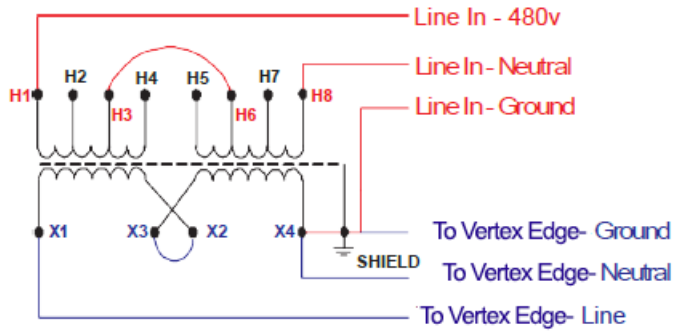 Line In - 480v
H2 H4 H5 H7
Line In - Neutral
H1 H3 H6 H8
Line In - Ground
X1 X3 X2 X4
To Vertex Edge- Ground
SHIELD
To Vertex Edge- Neutral
To Vertex Edge- Line